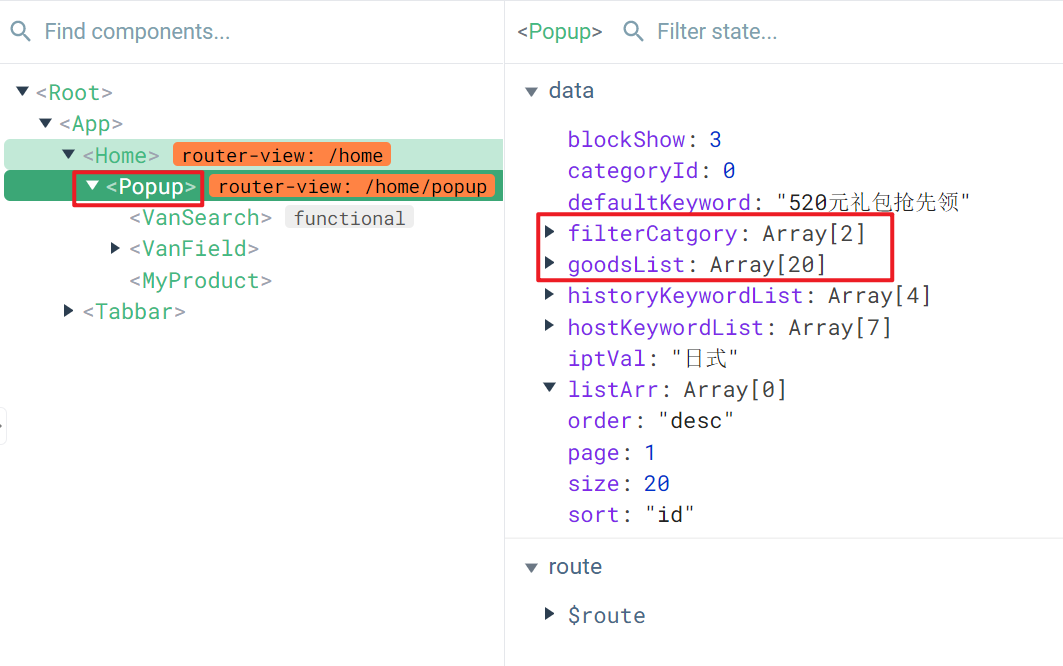 Find components...
<Root>
<App>
<Home> router-view: /home
<Popup> router-view: /home/popup
<VanSearch> functional
<VanField>
<MyProduct>
<Tabbar>
<Popup> Filter state...
data
blockShow: 3
categoryId: 0
defaultKeyword: "520元礼包抢先领"
filterCatgory: Array[2]
goodsList: Array[20]
historyKeywordList: Array[4]
hostKeywordList: Array[7]
iptVal: "日式"
listArr: Array[0]
order: "desc"
page: 1
size: 20
sort: "id"
route
$route